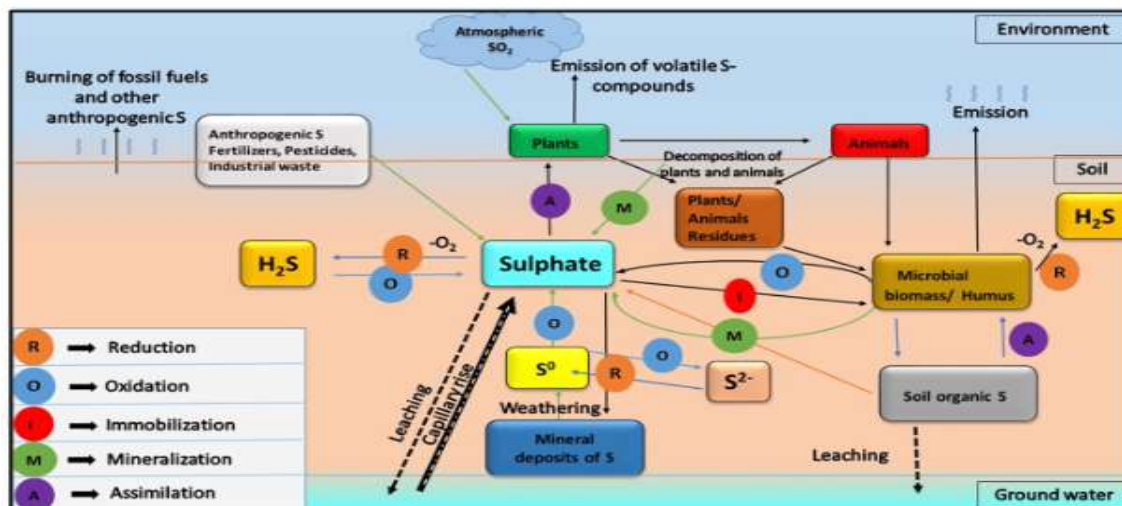 Environment
Atmospheric
SO₂
Burning of fossil fuels
and other
anthropogenic S
Emission of volatile S-
compounds
Emission
Anthropogenic S
Fertilizers, Pesticides,
Industrial waste
Plants
Animals
Decomposition of
plants and animals
Soil
A
M
Plants/
Animals
Residues
H₂S
-O₂
R
O
H₂S
-O₂
R
Sulphate
O
I
M
Microbial
biomass/ Humus
R
Reduction
O
Oxidation
I
Immobilization
M
Mineralization
A
Assimilation
O
S⁰
O
R
S²⁻
A
Soil organic S
Weathering
Mineral
deposits of S
Leaching
Capillary rise
Leaching
Ground water